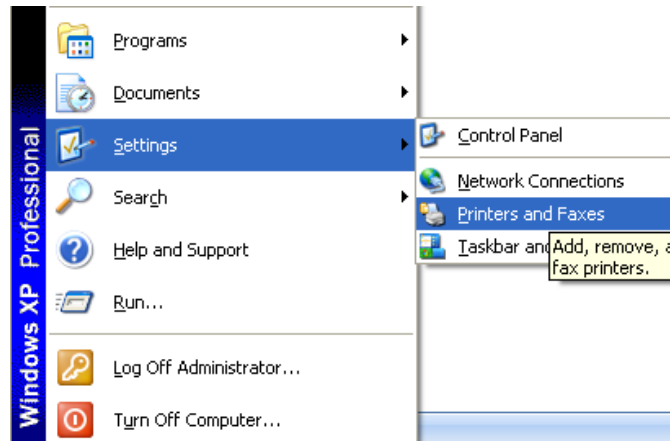 Windows XP Professional
Programs
Documents
Settings
Search
Help and Support
Run...
Log Off Administrator...
Turn Off Computer...
Control Panel
Network Connections
Printers and Faxes
Taskbar and
Add, remove, a
fax printers.